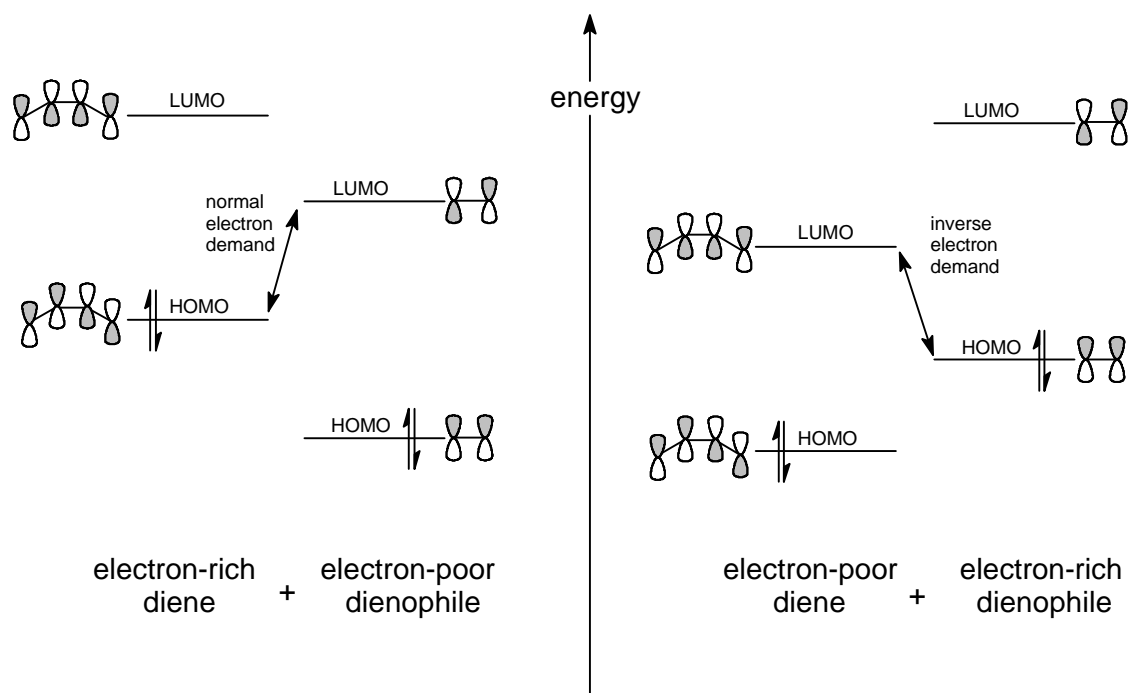 energy
LUMO
LUMO
normal
electron
demand
HOMO
HOMO
electron-rich
diene
+
electron-poor
dienophile
LUMO
LUMO
inverse
electron
demand
HOMO
HOMO
electron-poor
diene
+
electron-rich
dienophile